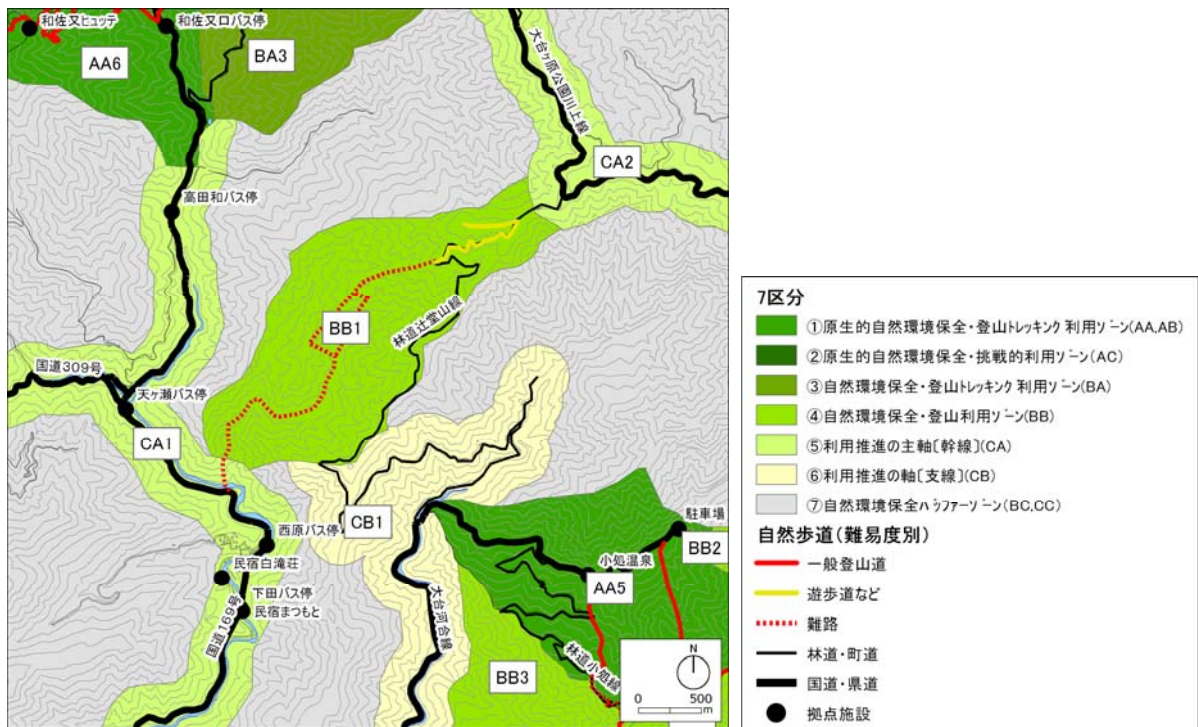 和佐又ヒュッテ
和佐又口バス停
AA6
BA3
大台ヶ原公園川上線
CA2
高田和バス停
BB1
林道辻堂山線
国道309号
天ヶ瀬バス停
CA1
西原バス停
CB1
駐車場
BB2
民宿白滝荘
小処温泉
AA5
下田バス停
民宿まつもと
国道169号
大台河合線
林道小処線
BB3
N
0 500
m
7区分
①原生的自然環境保全・登山トレッキング利用ゾーン(AA,AB)
②原生的自然環境保全・挑戦的利用ゾーン(AC)
③自然環境保全・登山トレッキング利用ゾーン(BA)
④自然環境保全・登山利用ゾーン(BB)
⑤利用推進の主軸〔幹線〕(CA)
⑥利用推進の軸〔支線〕(CB)
⑦自然環境保全バッファーゾーン(BC,CC)
自然歩道(難易度別)
一般登山道
遊歩道など
難路
林道・町道
国道・県道
拠点施設